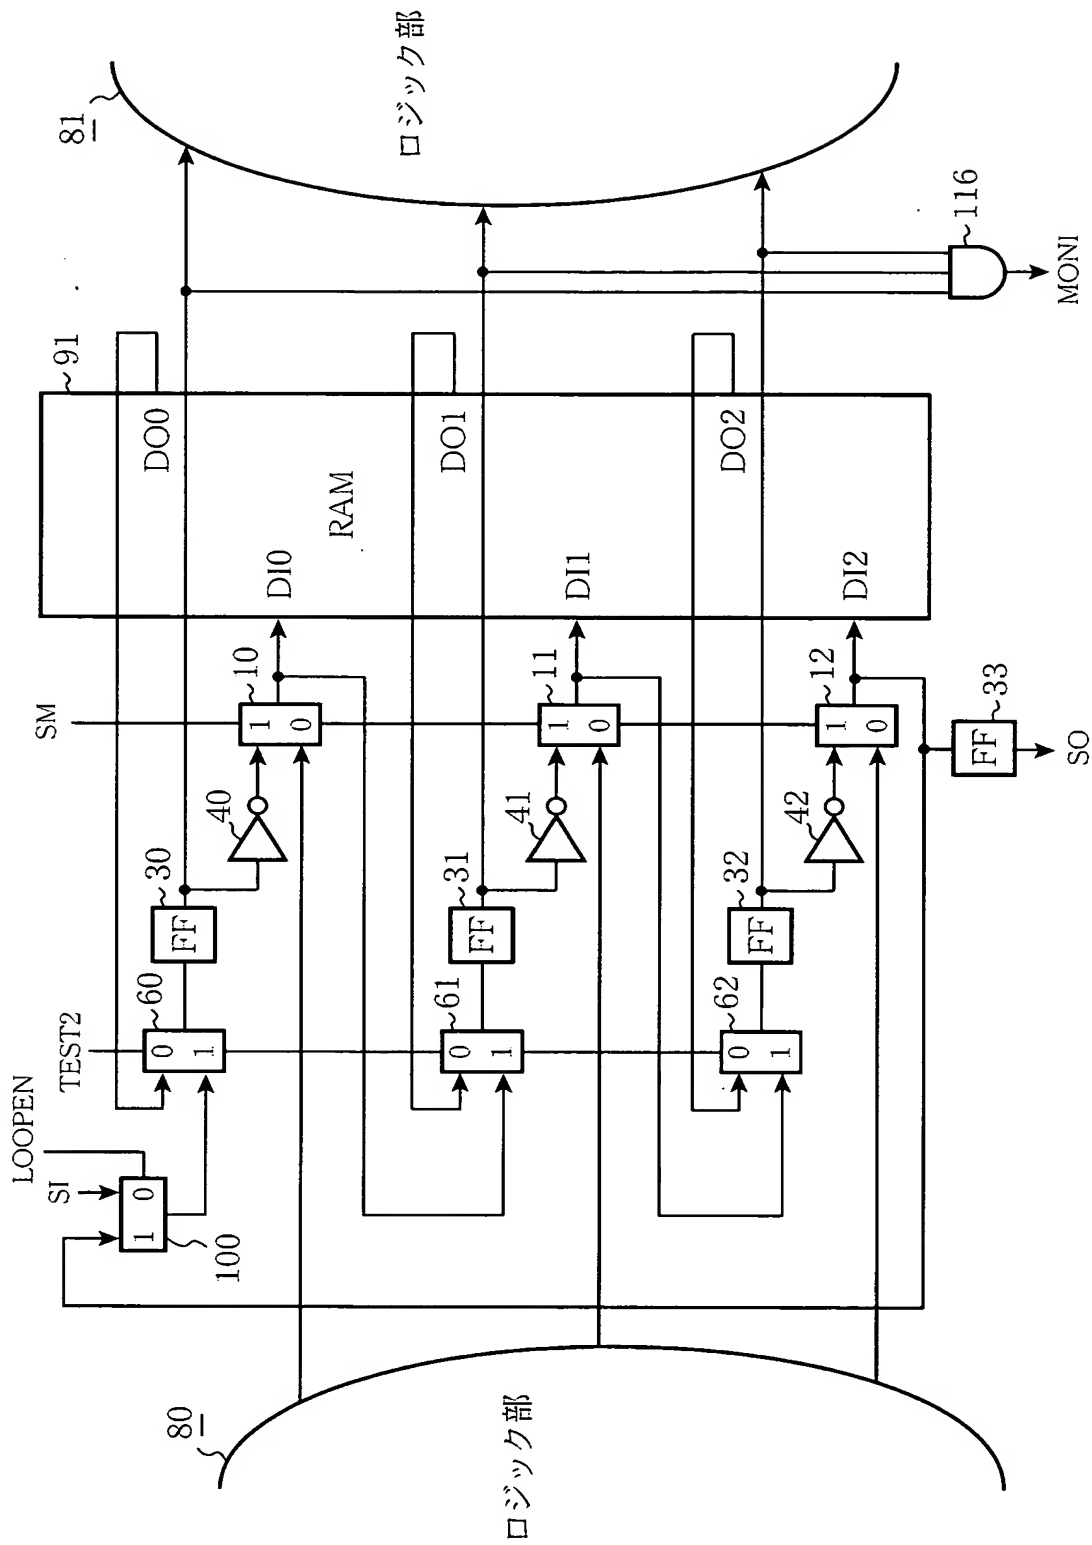 ロジック部
81
116
MONI
91
DO0
DO1
DO2
RAM
DI0
DI1
DI2
SM
10
11
12
33
FF
SO
40
41
42
30
FF
31
FF
32
FF
1
0
1
0
1
0
TEST2
60
0
1
61
0
1
62
0
1
LOOPEN
SI
1
0
100
80
ロジック部